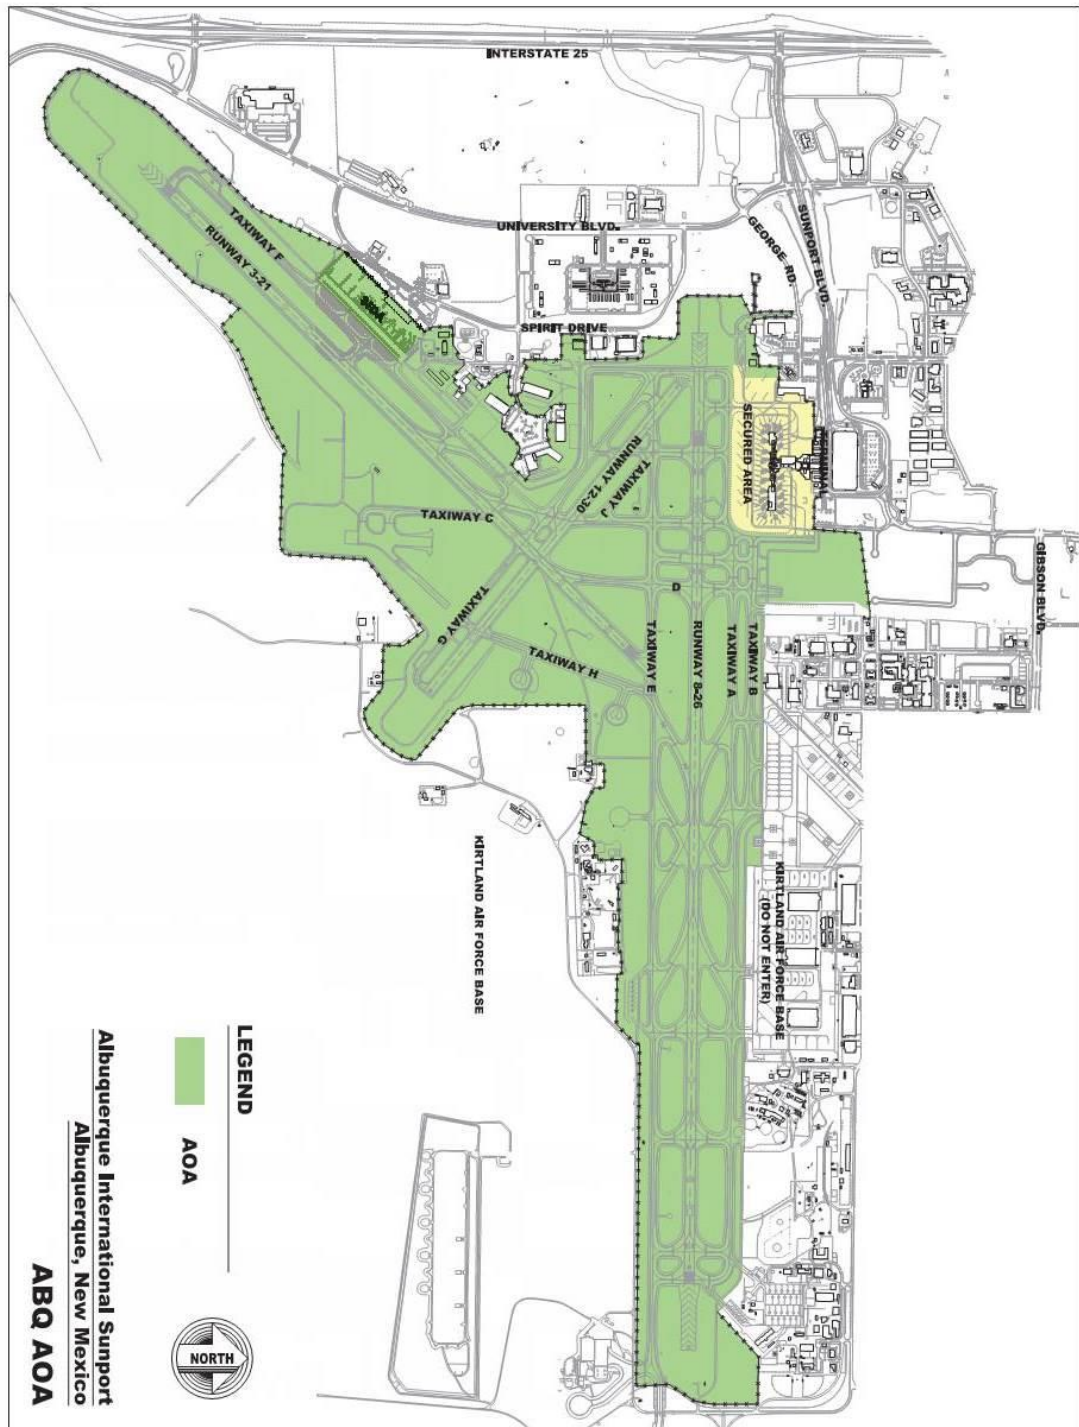 INTERSTATE 25
UNIVERSITY BLVD.
GEORGE RD.
SUNPORT BLVD.
SPIRIT DRIVE
TAXIWAY F
RUNWAY 3-21
SIDA
SECURED AREA
TERMINAL
RUNWAY 12-30
TAXIWAY J
TAXIWAY C
GIBSON BLVD.
D
TAXIWAY G
TAXIWAY H
TAXIWAY E
RUNWAY 8-26
TAXIWAY A
TAXIWAY B
KIRTLAND AIR FORCE BASE
KIRTLAND AIR FORCE BASE
(DO NOT ENTER)
LEGEND
AOA
NORTH
Albuquerque International Sunport
Albuquerque, New Mexico
ABQ AOA